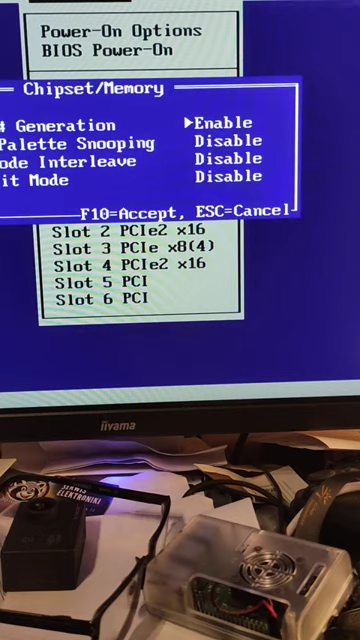 Power-On Options
BIOS Power-On
Chipset/Memory
# Generation Enable
Palette Snooping Disable
ode Interleave Disable
it Mode Disable
F10=Accept, ESC=Cancel
Slot 2 PCIe2 x16
Slot 3 PCIe x8(4)
Slot 4 PCIe2 x16
Slot 5 PCI
Slot 6 PCI
iiyama
SERWIS
ELEKTRONIKI